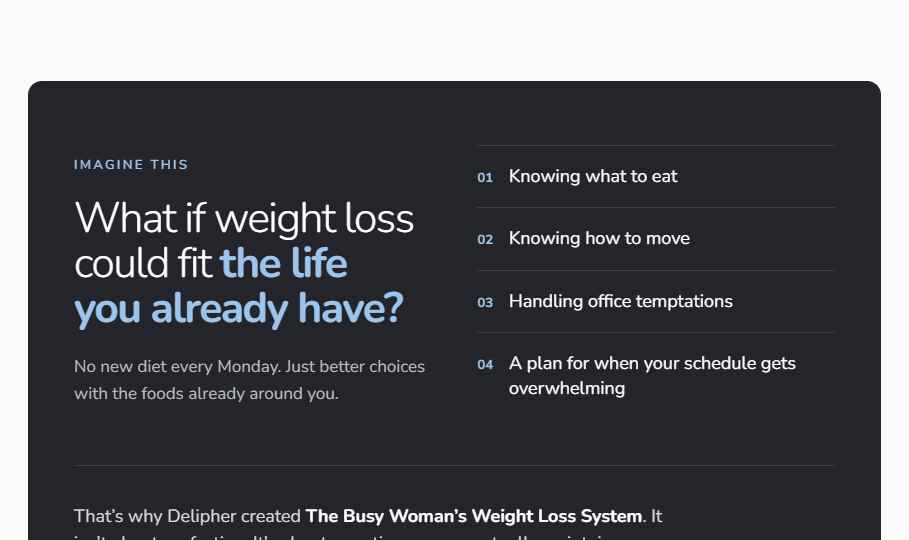 IMAGINE THIS
What if weight loss
could fit the life
you already have?
No new diet every Monday. Just better choices
with the foods already around you.
01 Knowing what to eat
02 Knowing how to move
03 Handling office temptations
04 A plan for when your schedule gets
overwhelming
That’s why Delipher created The Busy Woman’s Weight Loss System. It